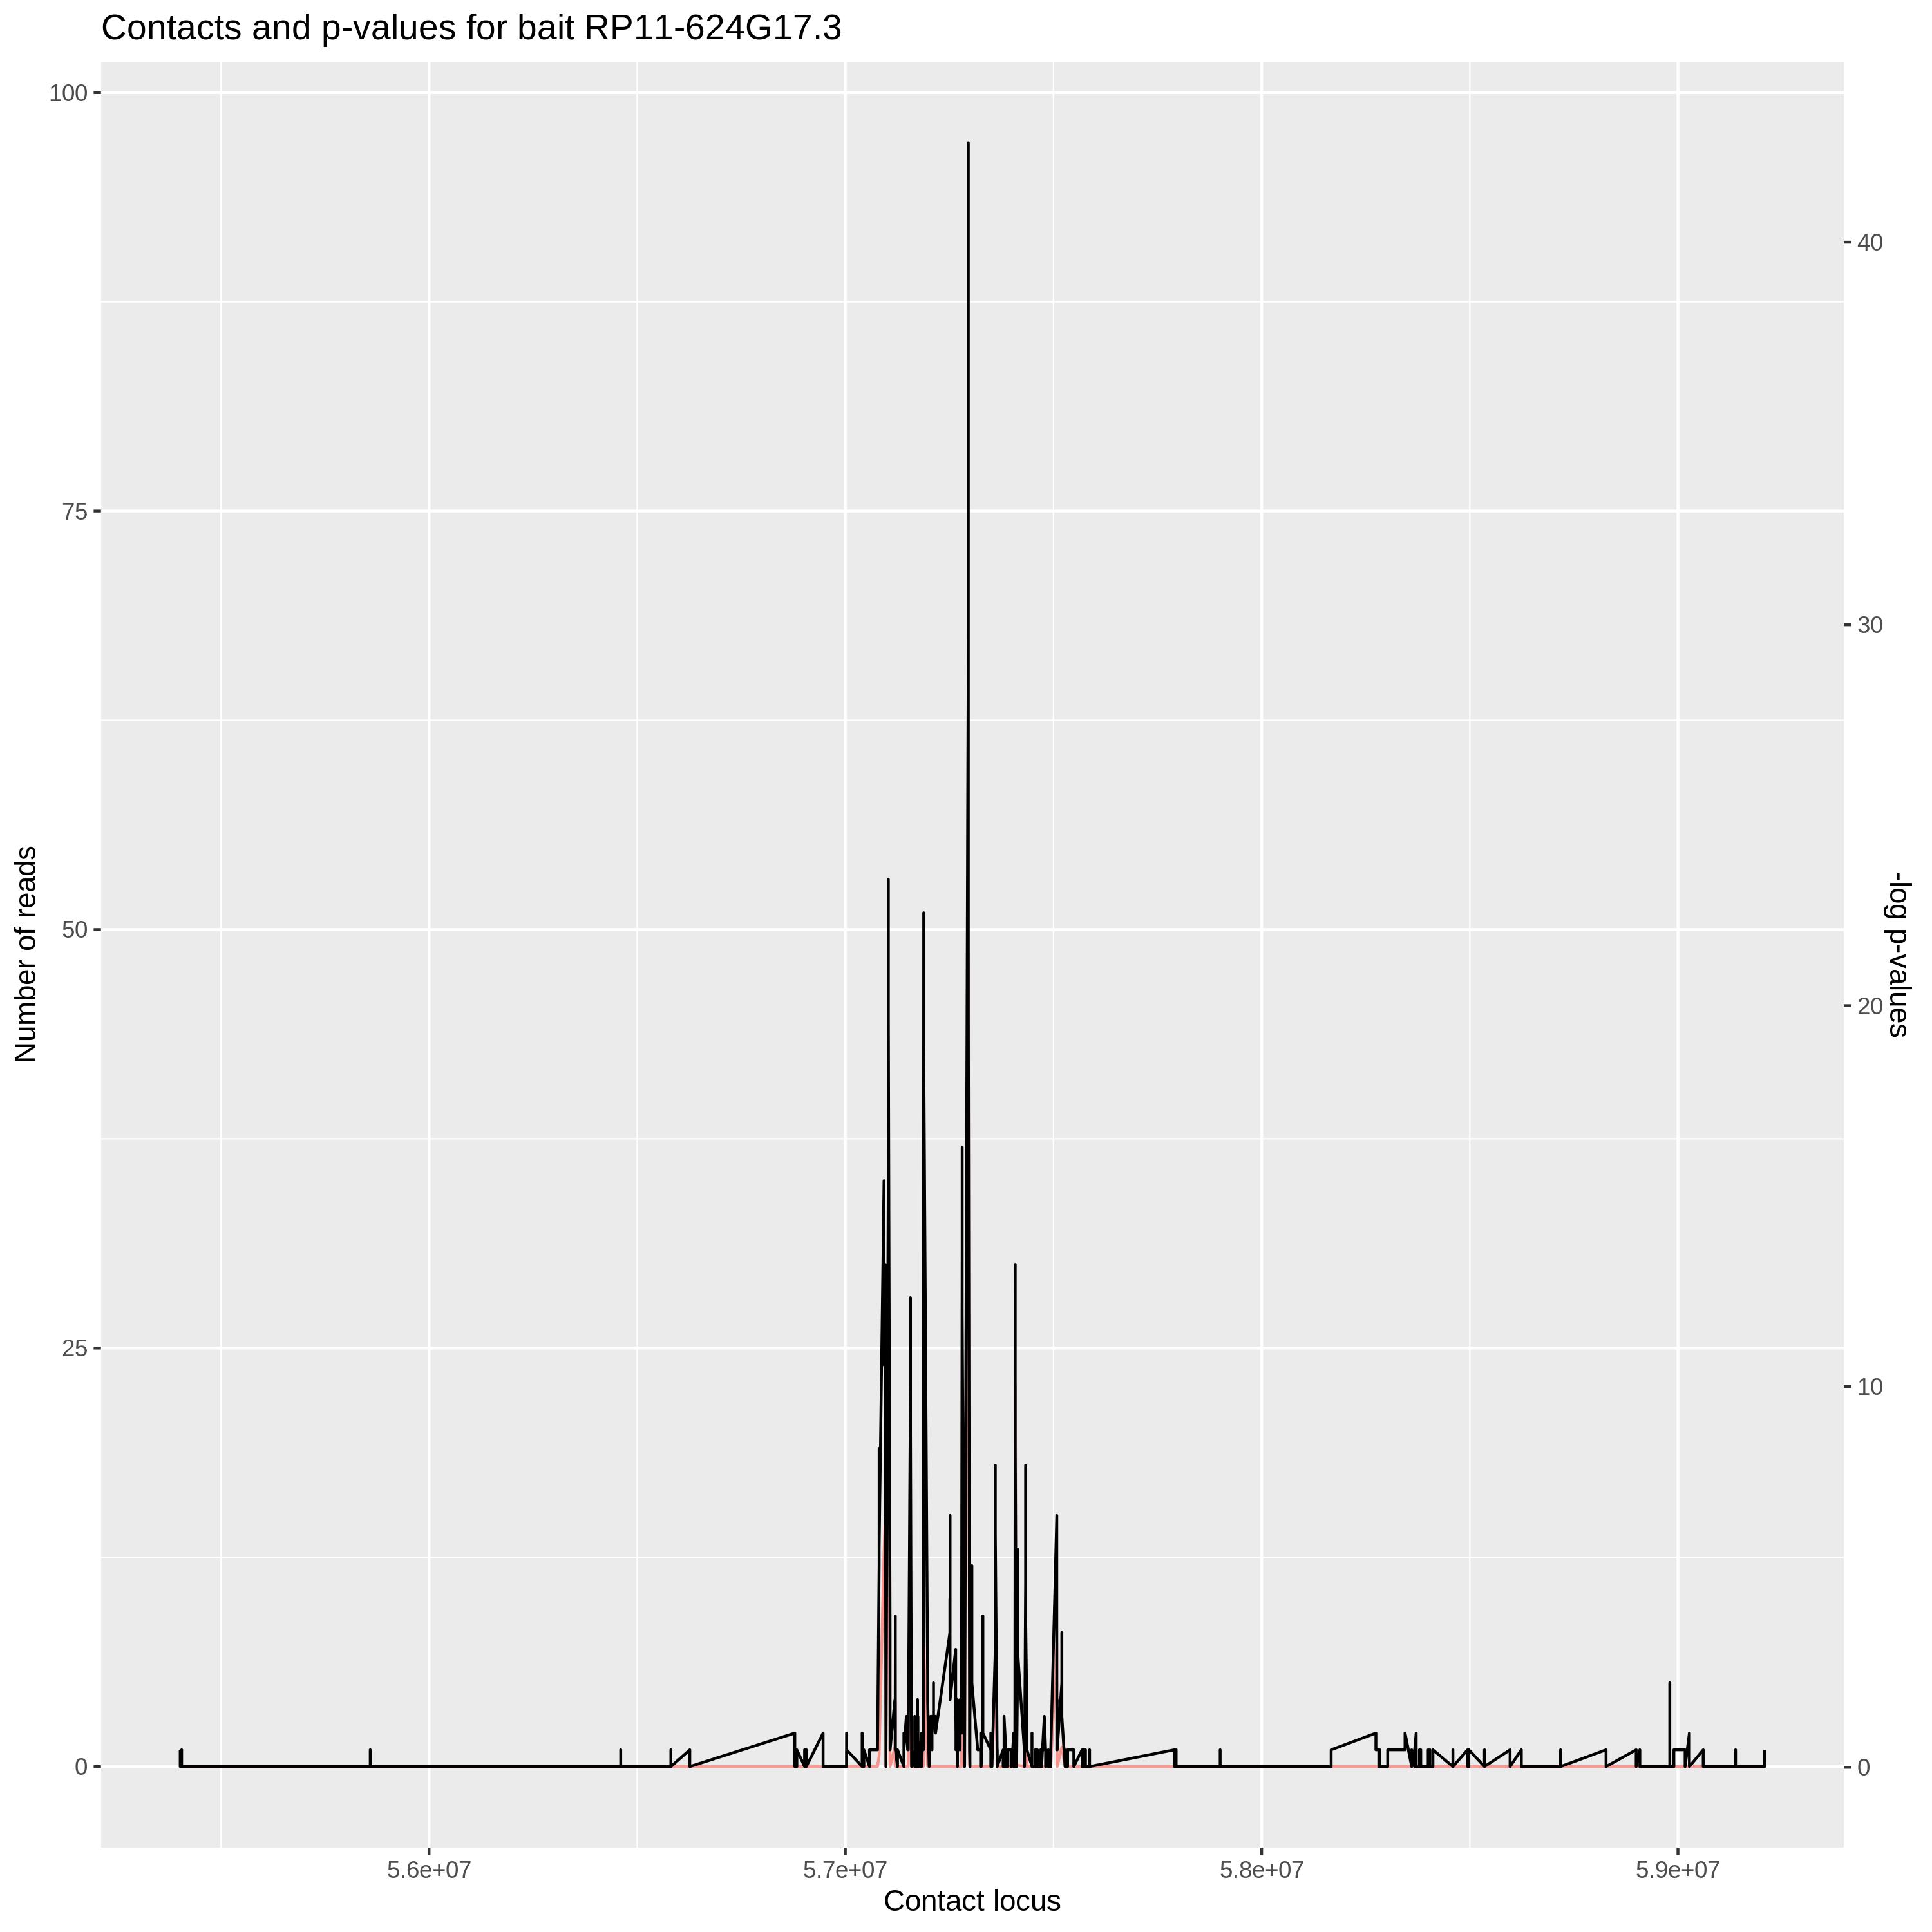 Contacts and p-values for bait RP11-624G17.3
100
75
50
25
0
Number of reads
40
30
20
10
0
-log p-values
5.6e+07
5.7e+07
5.8e+07
5.9e+07
Contact locus